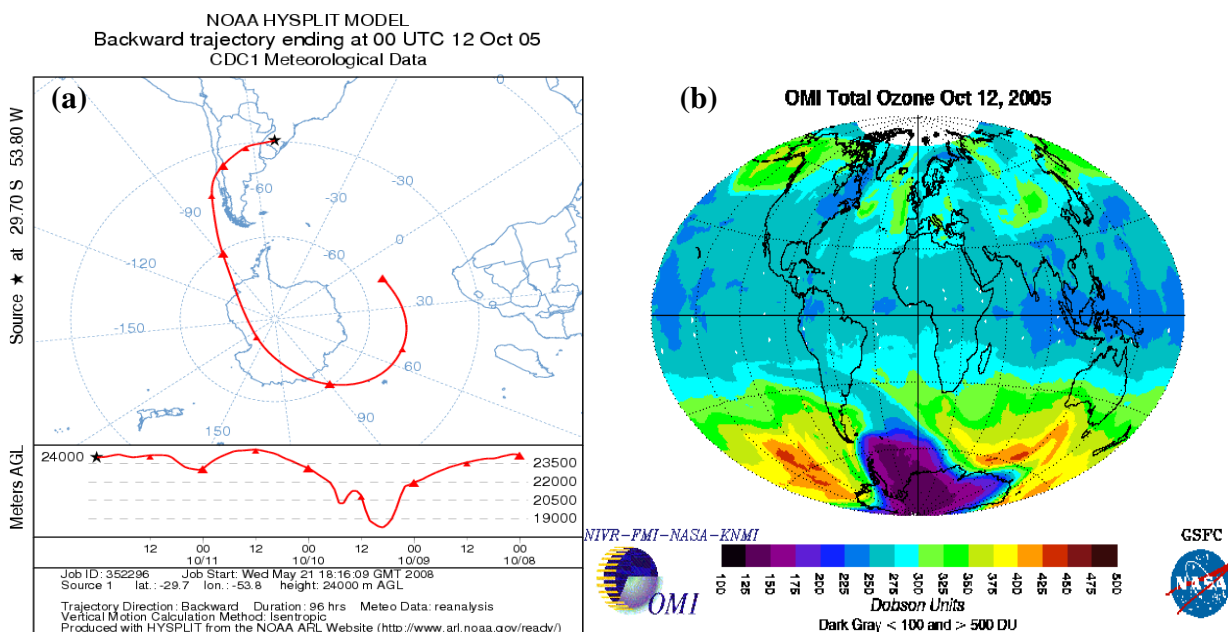 NOAA HYSPLIT MODEL
Backward trajectory ending at 00 UTC 12 Oct 05
CDC1 Meteorological Data
Source ★ at 29.70 S 53.80 W
(a)
0
-30
-60
-30
-90
0
-60
-120
30
-150
60
90
150
Meters AGL
24000
23500
22000
20500
19000
12 00 12 00 12 00 12 00
10/11 10/10 10/09 10/08
Job ID: 352296 Job Start: Wed May 21 18:16:09 GMT 2008
Source 1 lat.: -29.7 lon.: -53.8 height: 24000 m AGL
Trajectory Direction: Backward Duration: 96 hrs Meteo Data: reanalysis
Vertical Motion Calculation Method: Isentropic
Produced with HYSPLIT from the NOAA ARL Website (http://www.arl.noaa.gov/ready/)
(b)
OMI Total Ozone Oct 12, 2005
NIVR-FMI-NASA-KNMI
OMI
100 125 150 175 200 225 250 275 300 325 350 375 400 425 450 475 500
Dobson Units
Dark Gray < 100 and > 500 DU
GSFC
NASA